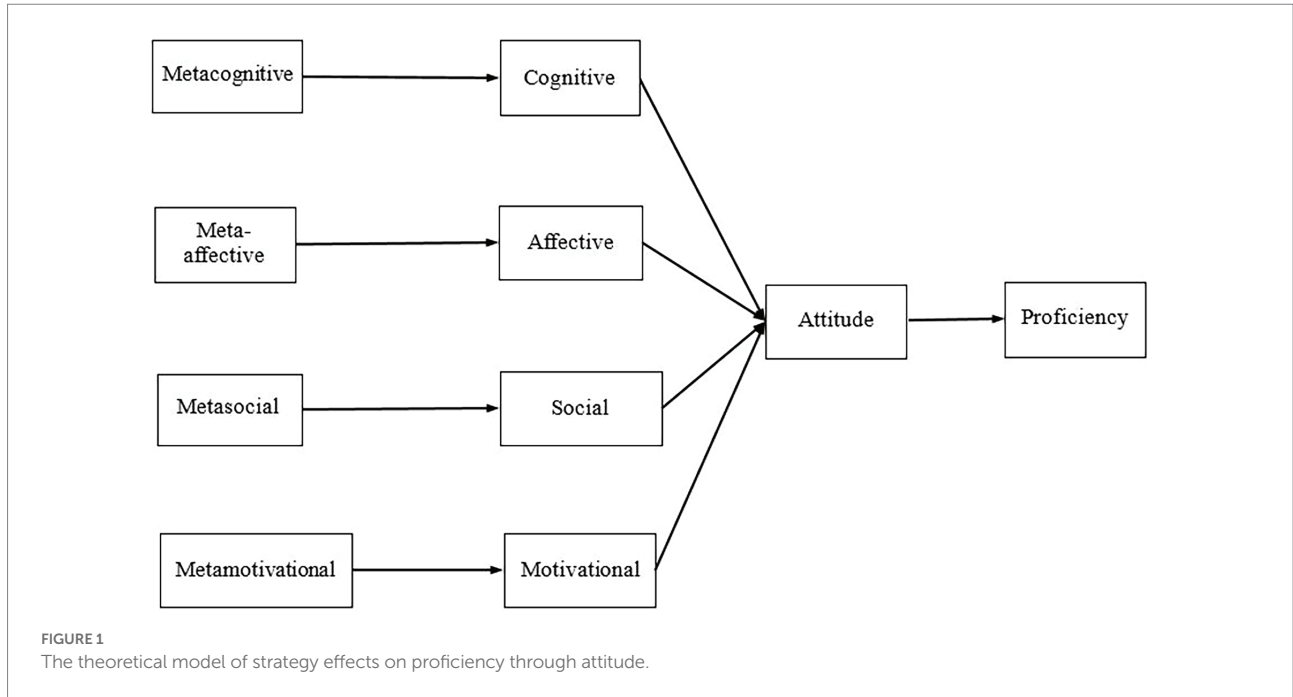 Metacognitive
Cognitive
Meta-
affective
Affective
Attitude
Proficiency
Metasocial
Social
Metamotivational
Motivational
FIGURE 1
The theoretical model of strategy effects on proficiency through attitude.